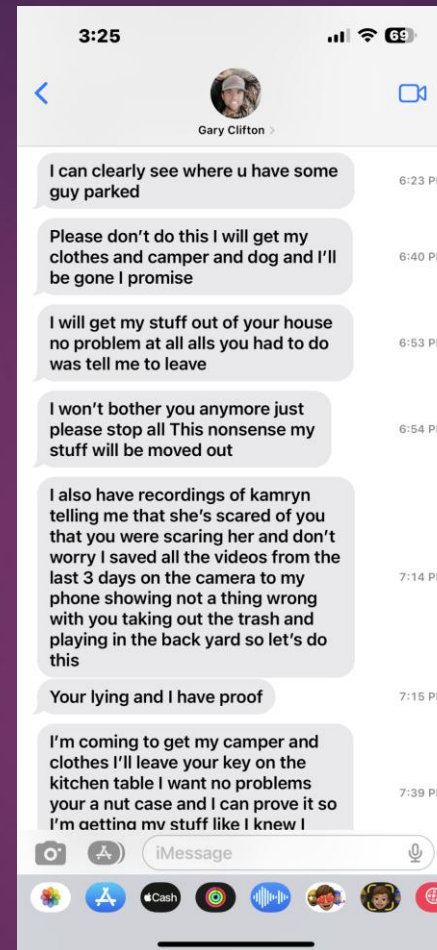 3:25
69
Gary Clifton >
I can clearly see where u have some
guy parked
6:23 P
Please don't do this I will get my
clothes and camper and dog and I'll
be gone I promise
6:40 P
I will get my stuff out of your house
no problem at all alls you had to do
was tell me to leave
6:53 P
I won't bother you anymore just
please stop all This nonsense my
stuff will be moved out
6:54 P
I also have recordings of kamryn
telling me that she's scared of you
that you were scaring her and don't
worry I saved all the videos from the
last 3 days on the camera to my
phone showing not a thing wrong
with you taking out the trash and
playing in the back yard so let's do
this
7:14 P
Your lying and I have proof
7:15 P
I'm coming to get my camper and
clothes I'll leave your key on the
kitchen table I want no problems
your a nut case and I can prove it so
I'm getting my stuff like I knew I
7:39 P
iMessage
Cash